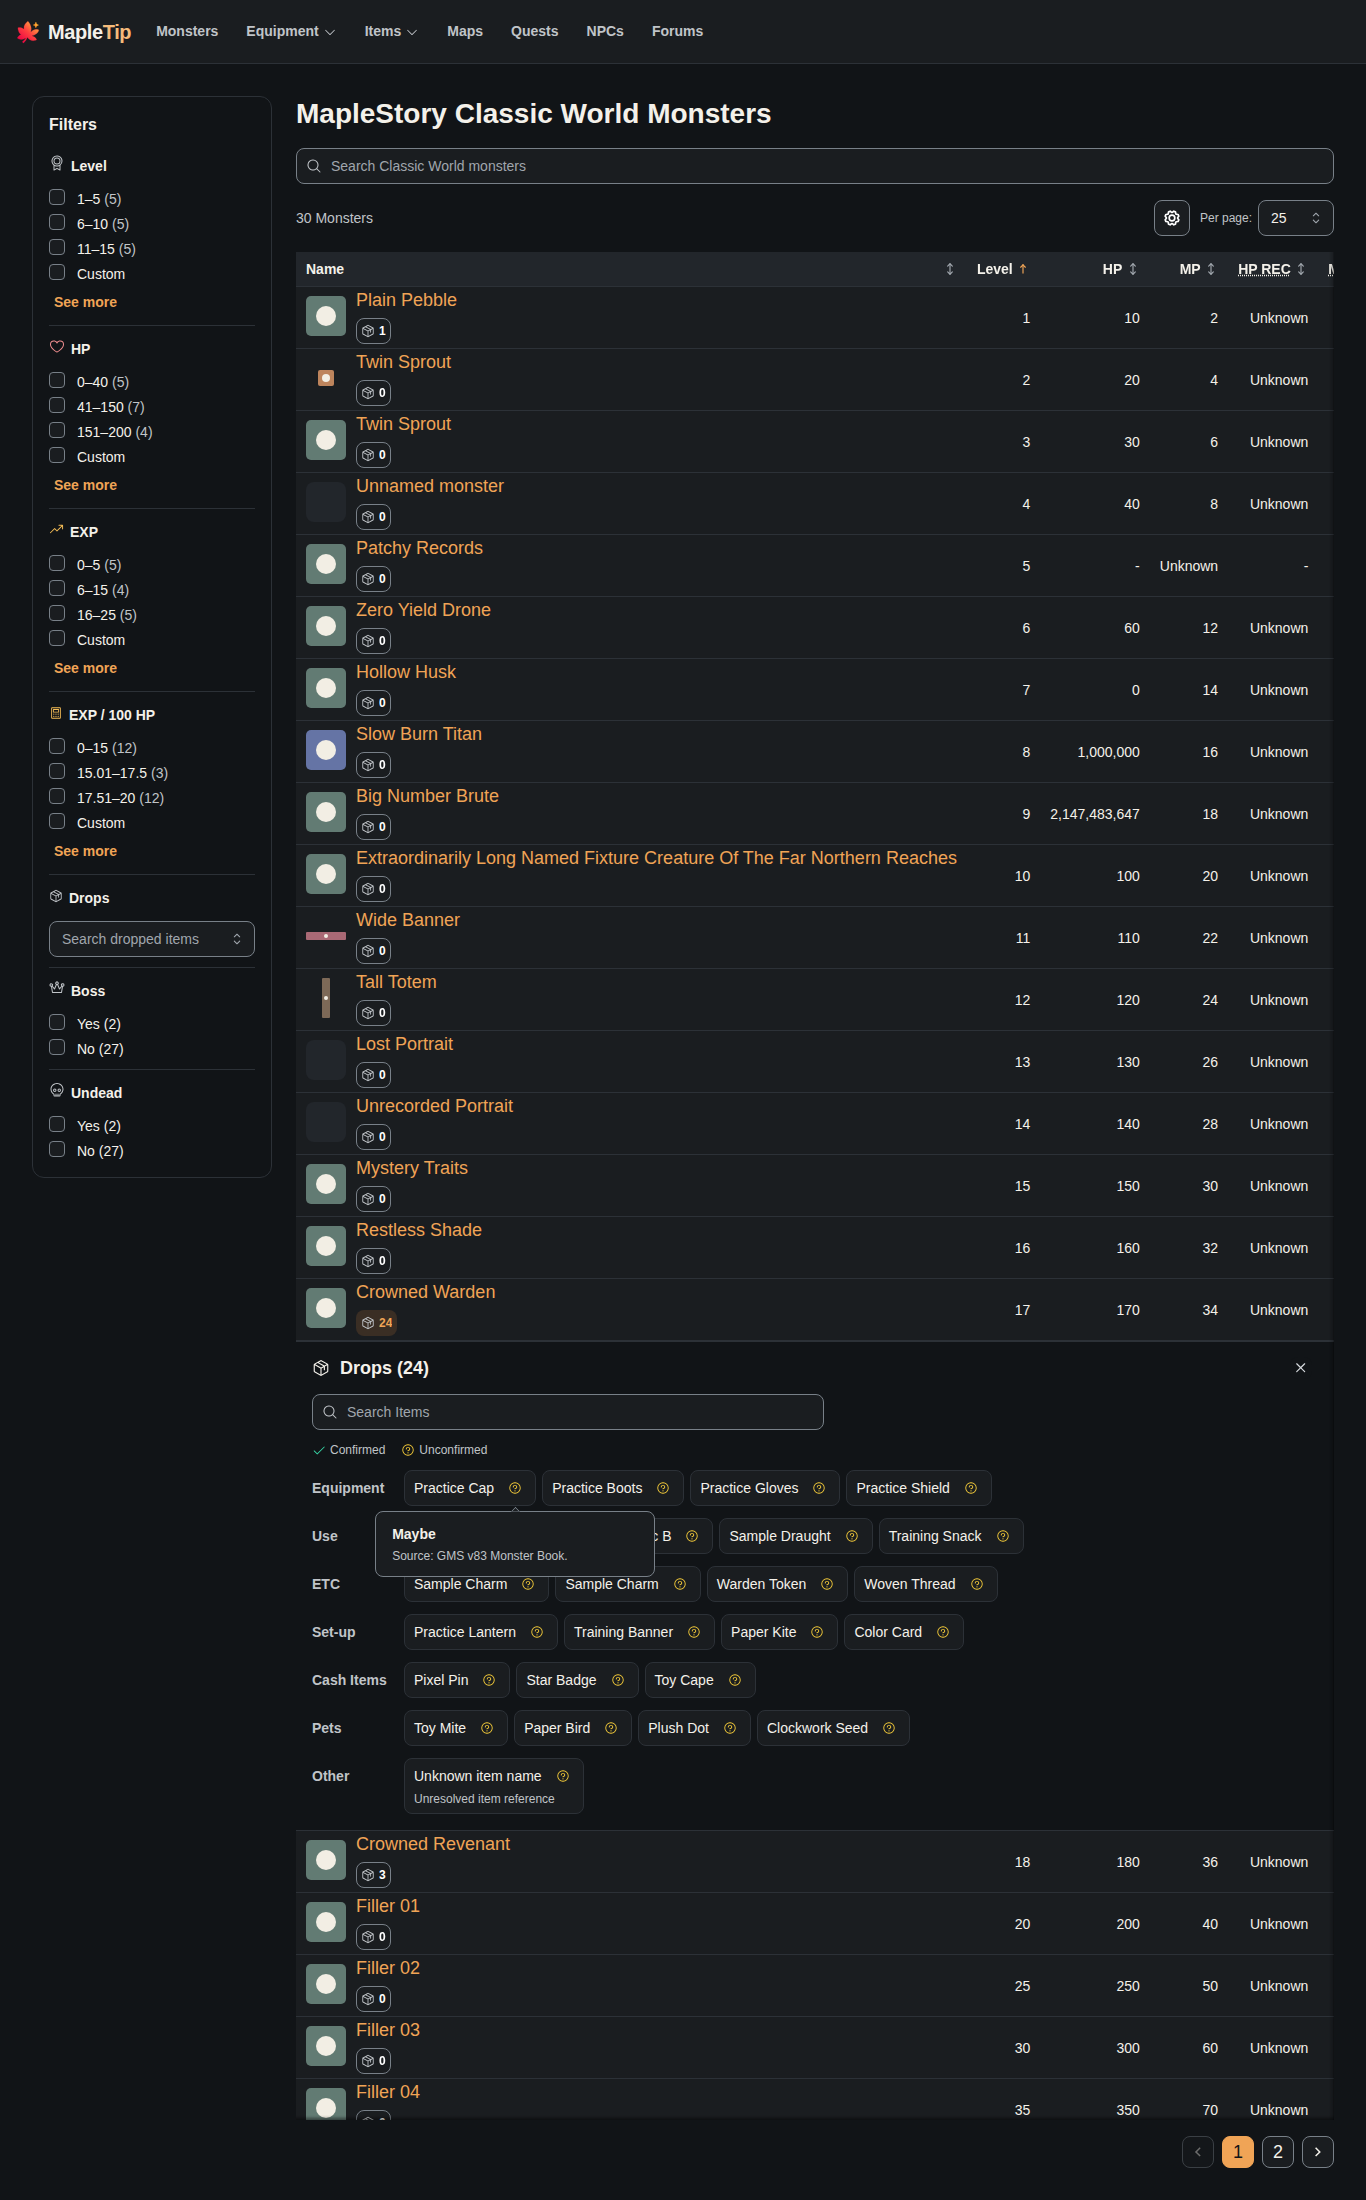 MapleTip
Monsters
Equipment
Items
Maps
Quests
NPCs
Forums
Filters
Level
1–5 (5)
6–10 (5)
11–15 (5)
Custom
See more
HP
0–40 (5)
41–150 (7)
151–200 (4)
Custom
See more
EXP
0–5 (5)
6–15 (4)
16–25 (5)
Custom
See more
EXP / 100 HP
0–15 (12)
15.01–17.5 (3)
17.51–20 (12)
Custom
See more
Drops
Search dropped items
Boss
Yes (2)
No (27)
Undead
Yes (2)
No (27)
MapleStory Classic World Monsters
Search Classic World monsters
30 Monsters
Per page: 25
Name Level HP MP HP REC
Plain Pebble
1
1 10 2 Unknown
Twin Sprout
0
2 20 4 Unknown
Twin Sprout
0
3 30 6 Unknown
Unnamed monster
0
4 40 8 Unknown
Patchy Records
0
5 - Unknown -
Zero Yield Drone
0
6 60 12 Unknown
Hollow Husk
0
7 0 14 Unknown
Slow Burn Titan
0
8 1,000,000 16 Unknown
Big Number Brute
0
9 2,147,483,647 18 Unknown
Extraordinarily Long Named Fixture Creature Of The Far Northern Reaches
0
10 100 20 Unknown
Wide Banner
0
11 110 22 Unknown
Tall Totem
0
12 120 24 Unknown
Lost Portrait
0
13 130 26 Unknown
Unrecorded Portrait
0
14 140 28 Unknown
Mystery Traits
0
15 150 30 Unknown
Restless Shade
0
16 160 32 Unknown
Crowned Warden
24
17 170 34 Unknown
Drops (24)
Search Items
Confirmed Unconfirmed
Equipment Practice Cap Practice Boots Practice Gloves Practice Shield
Maybe
Source: GMS v83 Monster Book.
Use B Sample Draught Training Snack
ETC Sample Charm Sample Charm Warden Token Woven Thread
Set-up Practice Lantern Training Banner Paper Kite Color Card
Cash Items Pixel Pin Star Badge Toy Cape
Pets Toy Mite Paper Bird Plush Dot Clockwork Seed
Other Unknown item name
Unresolved item reference
Crowned Revenant
3
18 180 36 Unknown
Filler 01
0
20 200 40 Unknown
Filler 02
0
25 250 50 Unknown
Filler 03
0
30 300 60 Unknown
Filler 04
35 350 70 Unknown
1 2